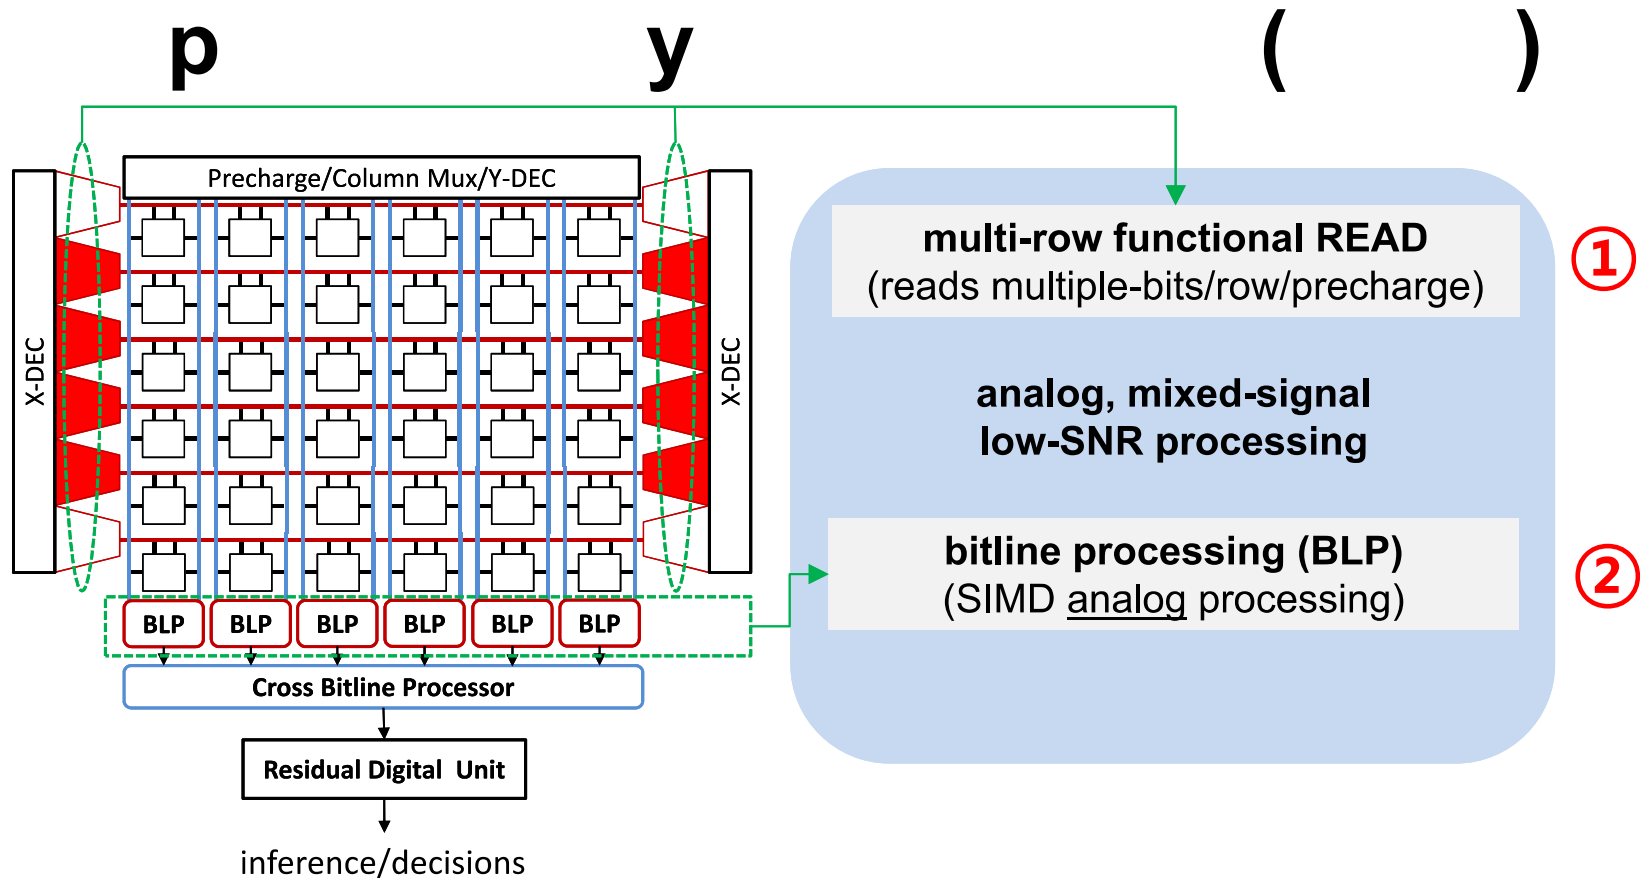 p y ( )
Precharge/Column Mux/Y-DEC
X-DEC
X-DEC
multi-row functional READ
(reads multiple-bits/row/precharge)
①
analog, mixed-signal
low-SNR processing
bitline processing (BLP)
(SIMD analog processing)
②
BLP BLP BLP BLP BLP BLP
Cross Bitline Processor
Residual Digital Unit
inference/decisions